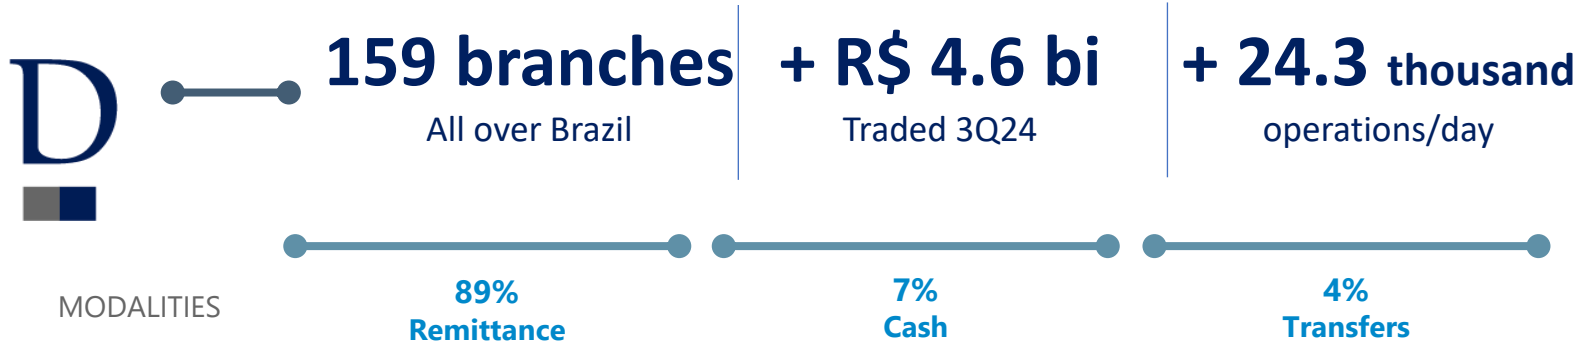 D
159 branches
All over Brazil
+ R$ 4.6 bi
Traded 3Q24
+ 24.3 thousand
operations/day
MODALITIES
89%
Remittance
7%
Cash
4%
Transfers